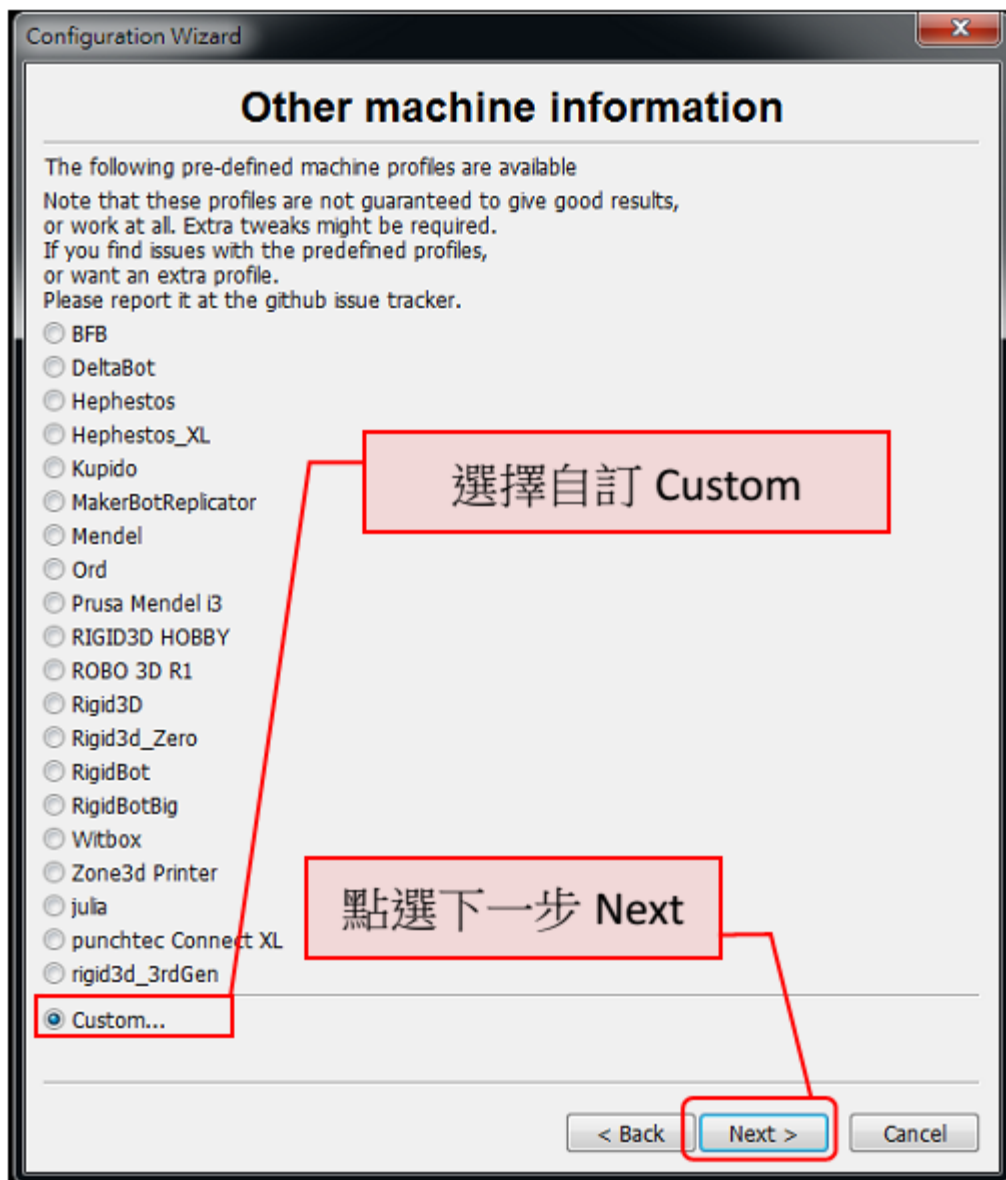 Configuration Wizard
Other machine information
The following pre-defined machine profiles are available
Note that these profiles are not guaranteed to give good results,
or work at all. Extra tweaks might be required.
If you find issues with the predefined profiles,
or want an extra profile.
Please report it at the github issue tracker.
BFB
DeltaBot
Hephestos
Hephestos_XL
Kupido
選擇自訂 Custom
MakerBotReplicator
Mendel
Ord
Prusa Mendel i3
RIGID3D HOBBY
ROBO 3D R1
Rigid3D
Rigid3d_Zero
RigidBot
RigidBotBig
Witbox
Zone3d Printer
julia
點選下一步 Next
punchtec Connect XL
rigid3d_3rdGen
Custom...
< Back
Next >
Cancel